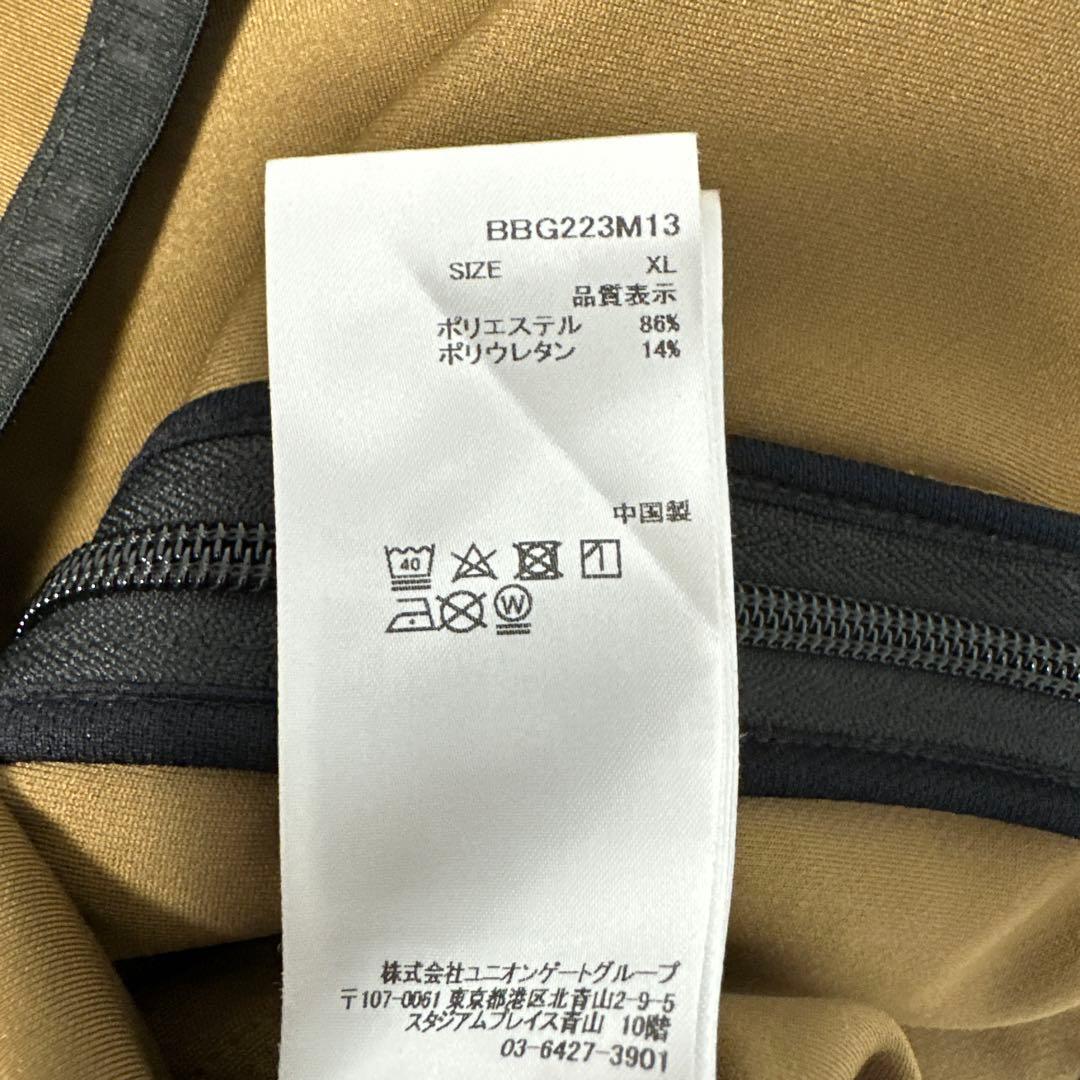 BBG223M13
SIZE XL
品質表示
ポリエステル 86%
ポリウレタン 14%
中国製
40
W
株式会社ユニオンゲートグループ
〒107-0061 東京都港区北青山2-9-5
スタジアムプレイス青山 10階
03-6427-3901